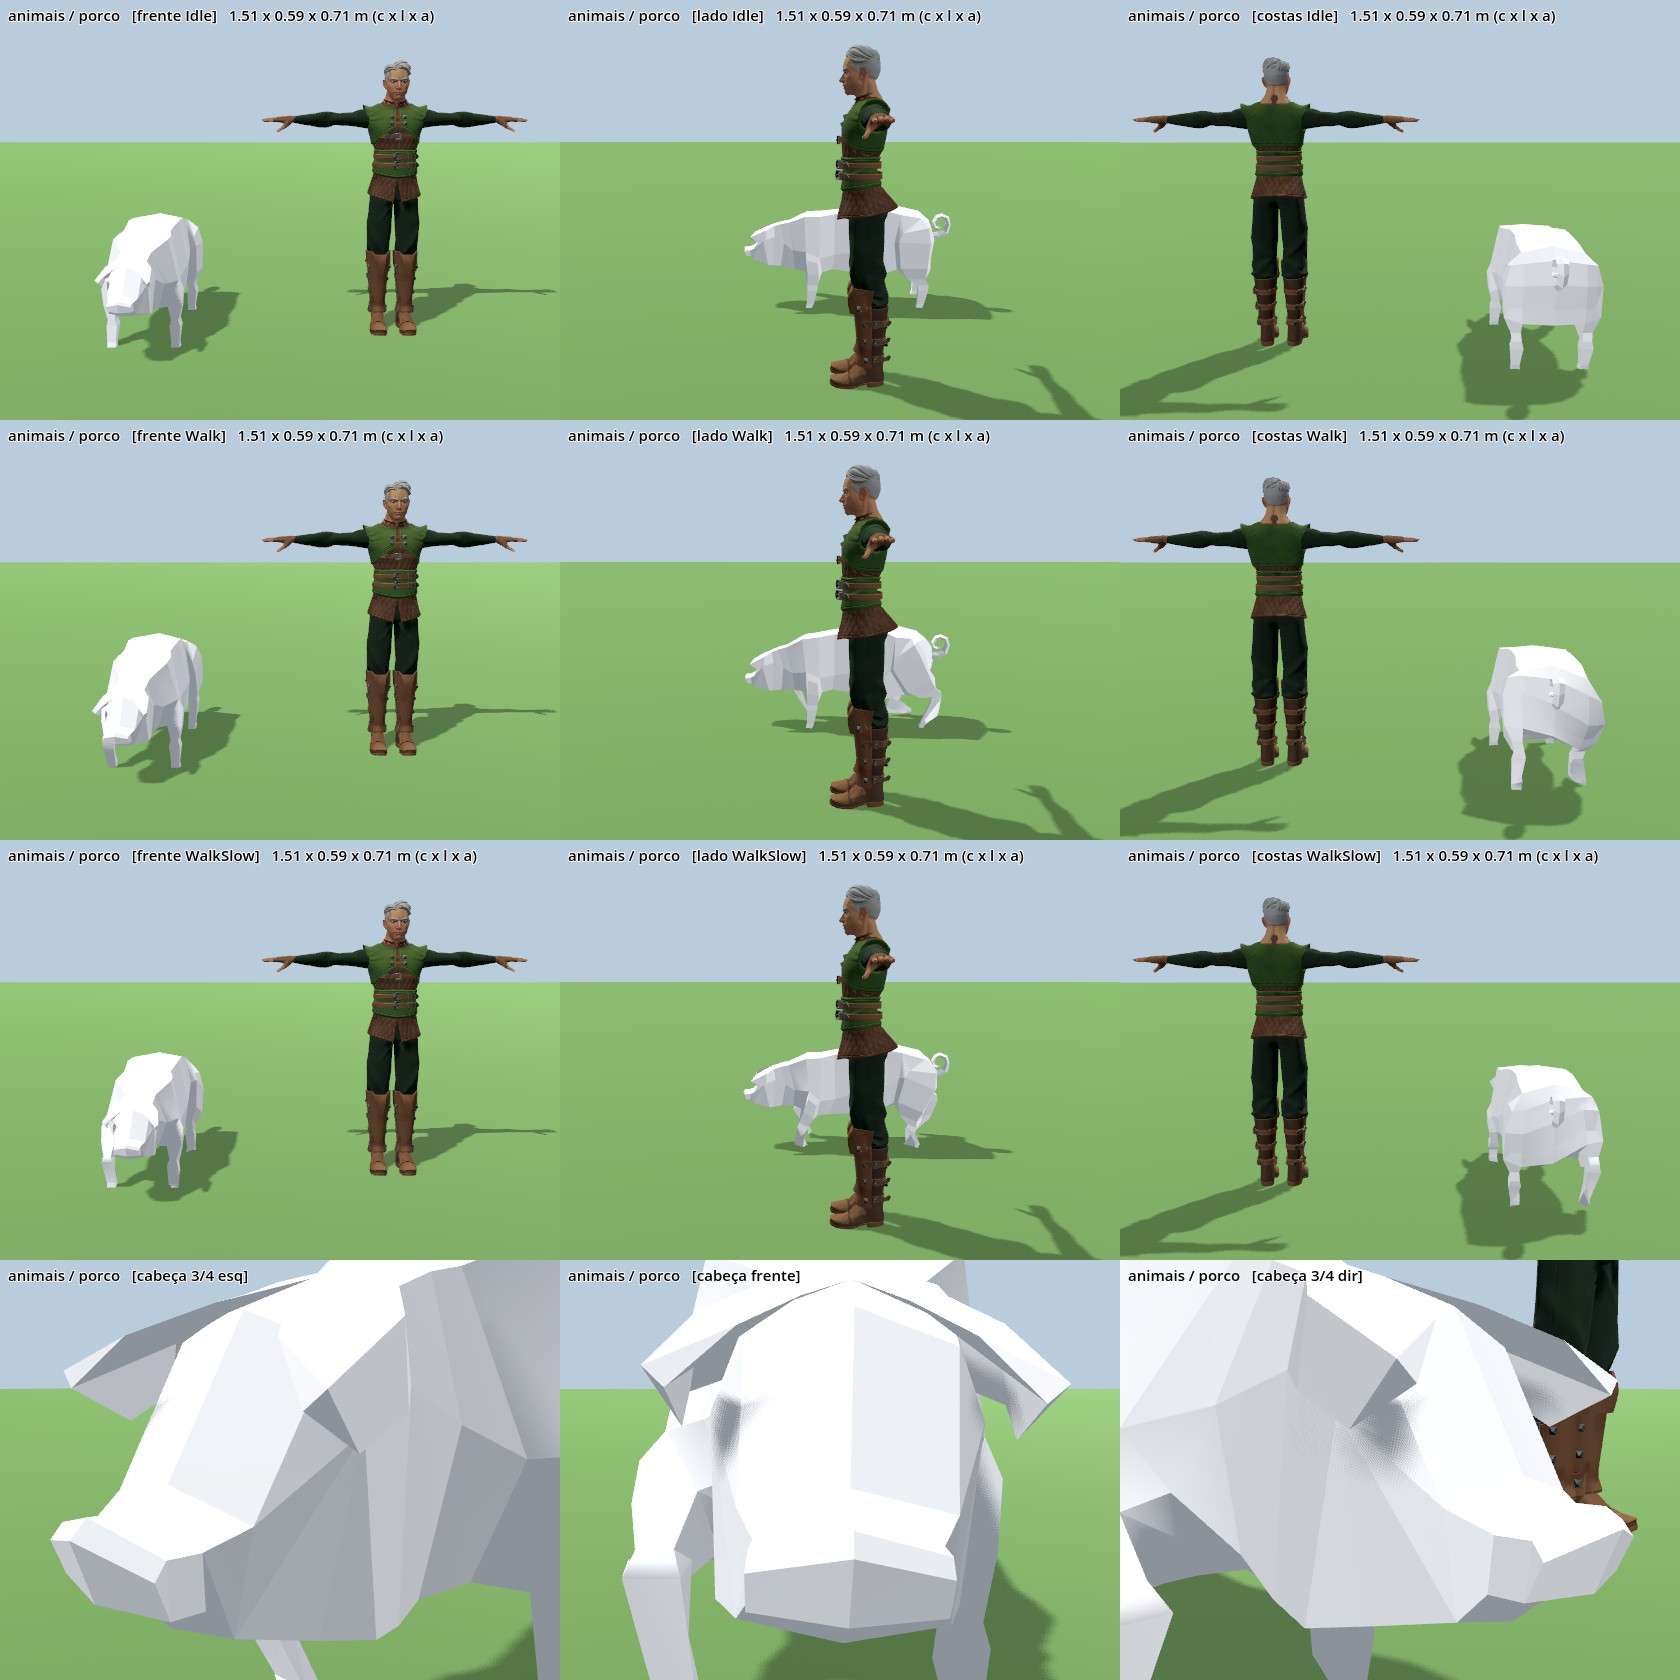 animais / porco [frente Idle] 1.51 x 0.59 x 0.71 m (c x l x a)
animais / porco [lado Idle] 1.51 x 0.59 x 0.71 m (c x l x a)
animais / porco [costas Idle] 1.51 x 0.59 x 0.71 m (c x l x a)
animais / porco [frente Walk] 1.51 x 0.59 x 0.71 m (c x l x a)
animais / porco [lado Walk] 1.51 x 0.59 x 0.71 m (c x l x a)
animais / porco [costas Walk] 1.51 x 0.59 x 0.71 m (c x l x a)
animais / porco [frente WalkSlow] 1.51 x 0.59 x 0.71 m (c x l x a)
animais / porco [lado WalkSlow] 1.51 x 0.59 x 0.71 m (c x l x a)
animais / porco [costas WalkSlow] 1.51 x 0.59 x 0.71 m (c x l x a)
animais / porco [cabeça 3/4 esq]
animais / porco [cabeça frente]
animais / porco [cabeça 3/4 dir]